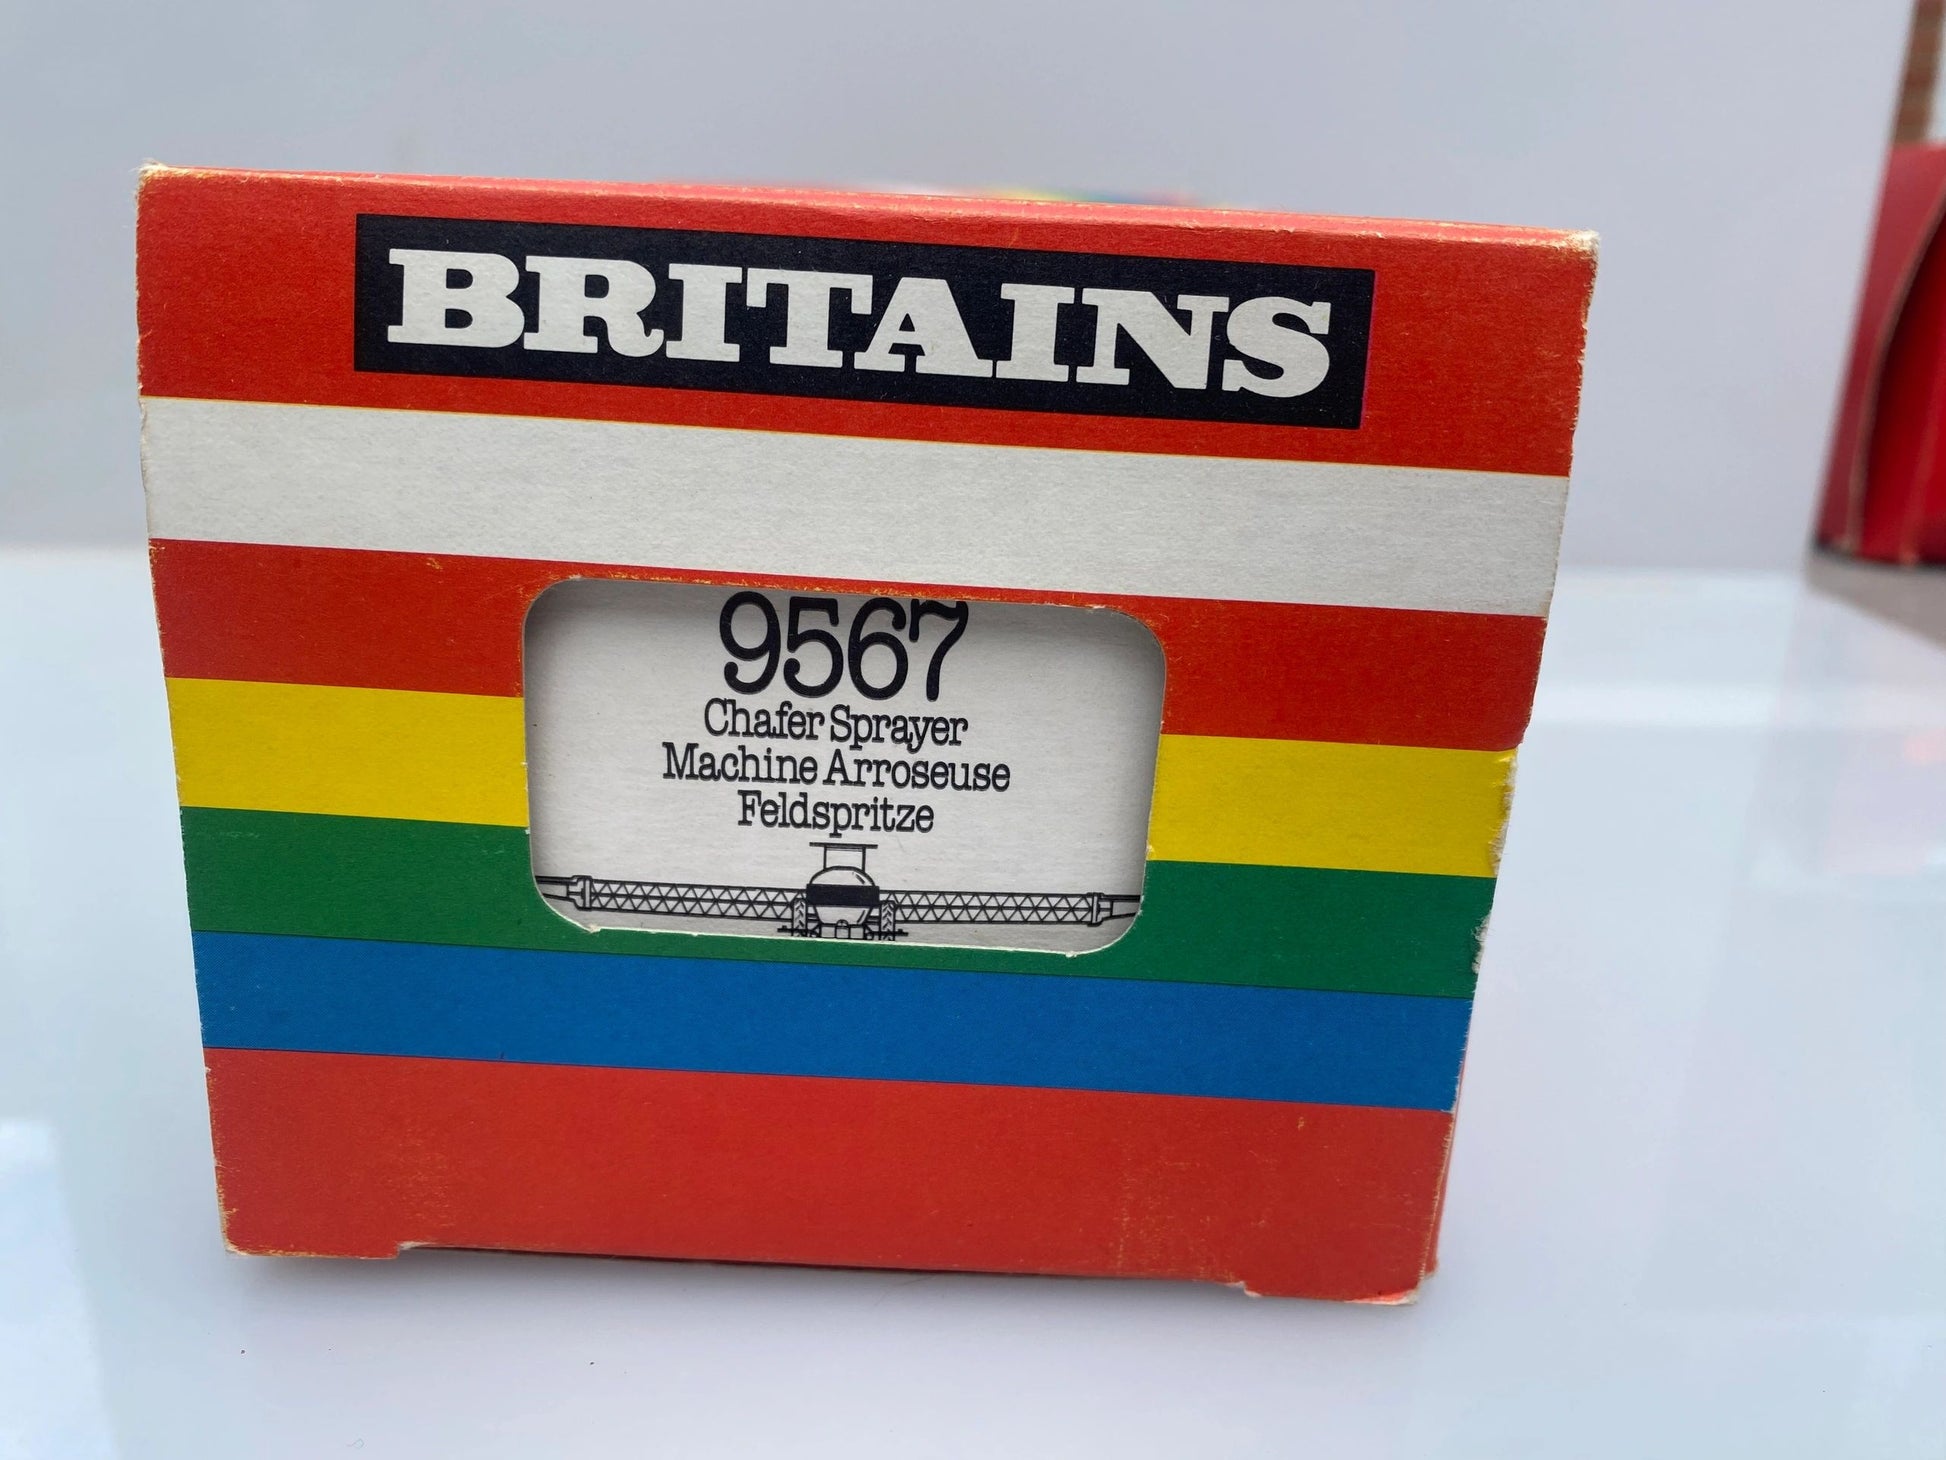 BRITAINS
9567
Chafer Sprayer
Machine Arroseuse
Feldspritze